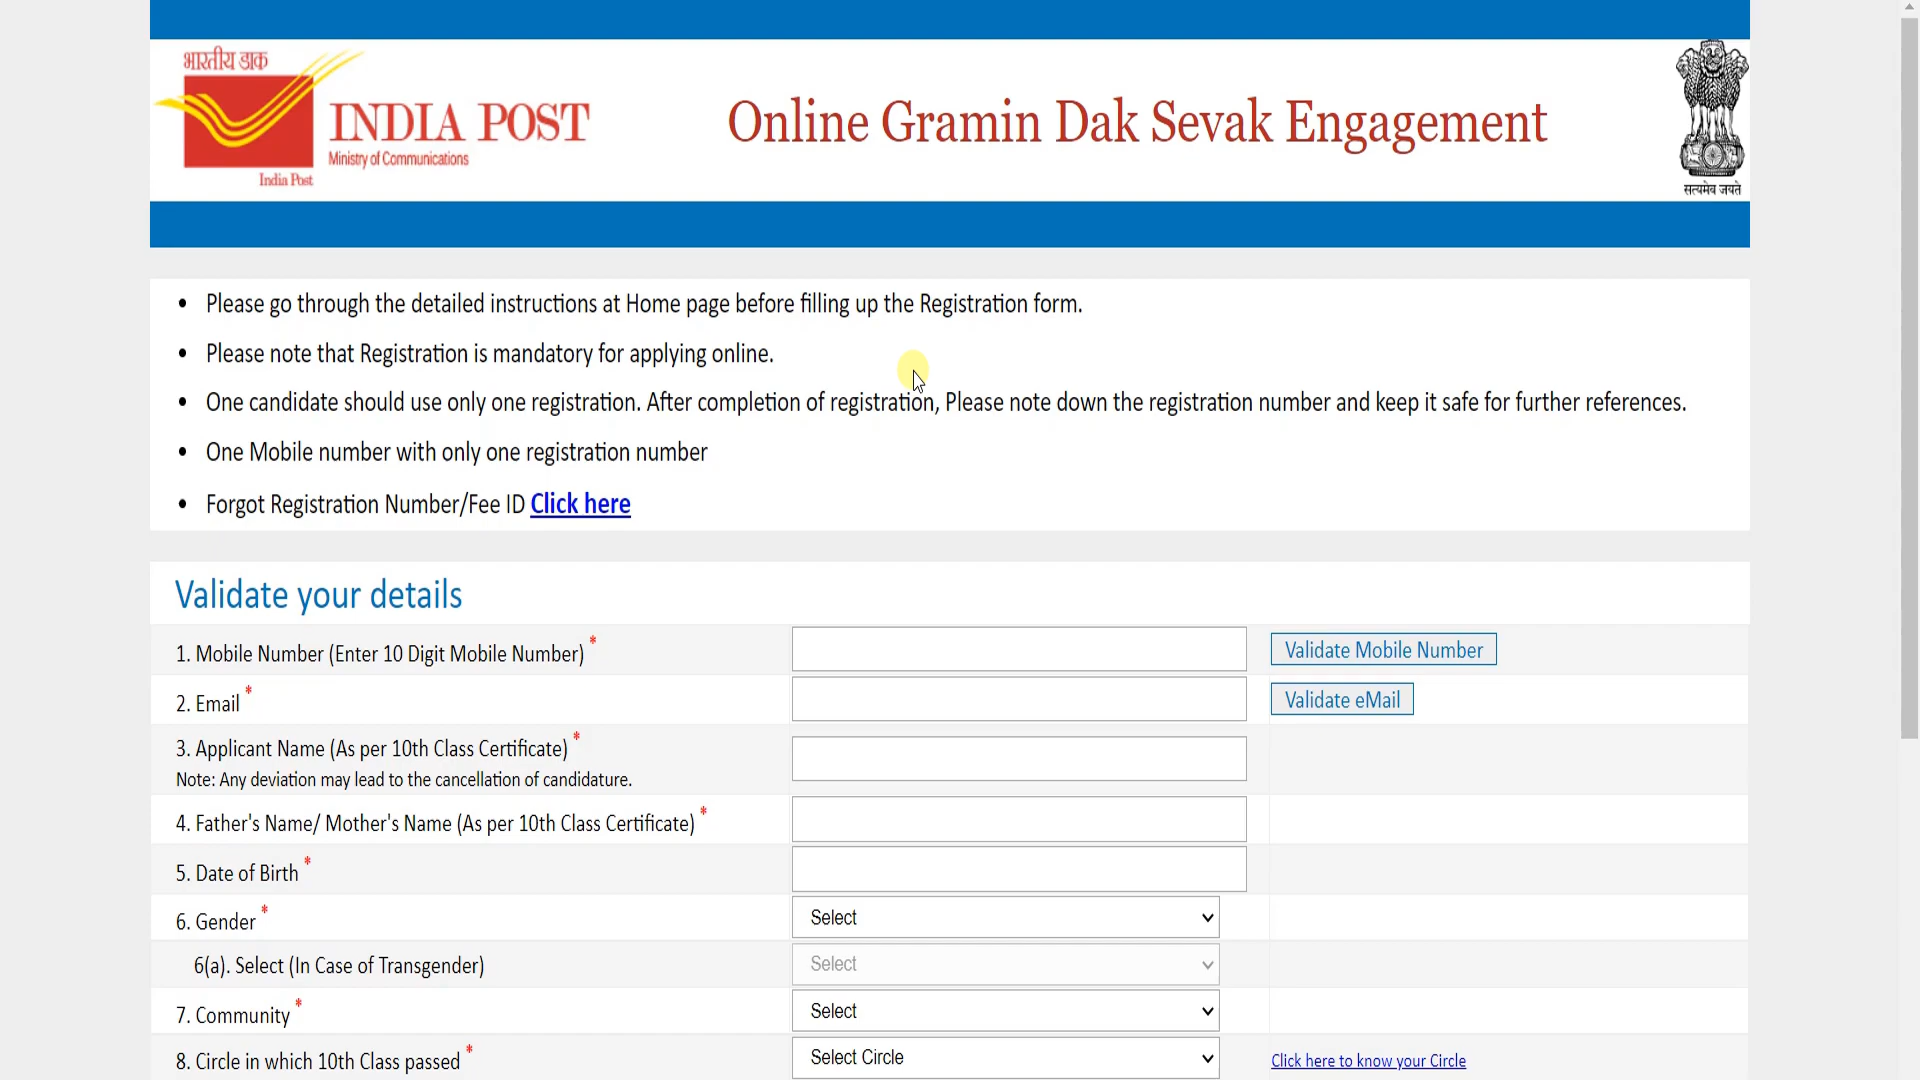 भारतीय डाक
INDIA POST
Ministry of Communications
India Post
Online Gramin Dak Sevak Engagement
सत्यमेव जयते
Please go through the detailed instructions at Home page before filling up the Registration form.
Please note that Registration is mandatory for applying online.
One candidate should use only one registration. After completion of registration, Please note down the registration number and keep it safe for further references.
One Mobile number with only one registration number
Forgot Registration Number/Fee ID Click here
Validate your details
1. Mobile Number (Enter 10 Digit Mobile Number) * Validate Mobile Number
2. Email * Validate eMail
3. Applicant Name (As per 10th Class Certificate) *
Note: Any deviation may lead to the cancellation of candidature.
4. Father's Name/ Mother's Name (As per 10th Class Certificate) *
5. Date of Birth *
6. Gender * Select
6(a). Select (In Case of Transgender) Select
7. Community * Select
8. Circle in which 10th Class passed * Select Circle Click here to know your Circle